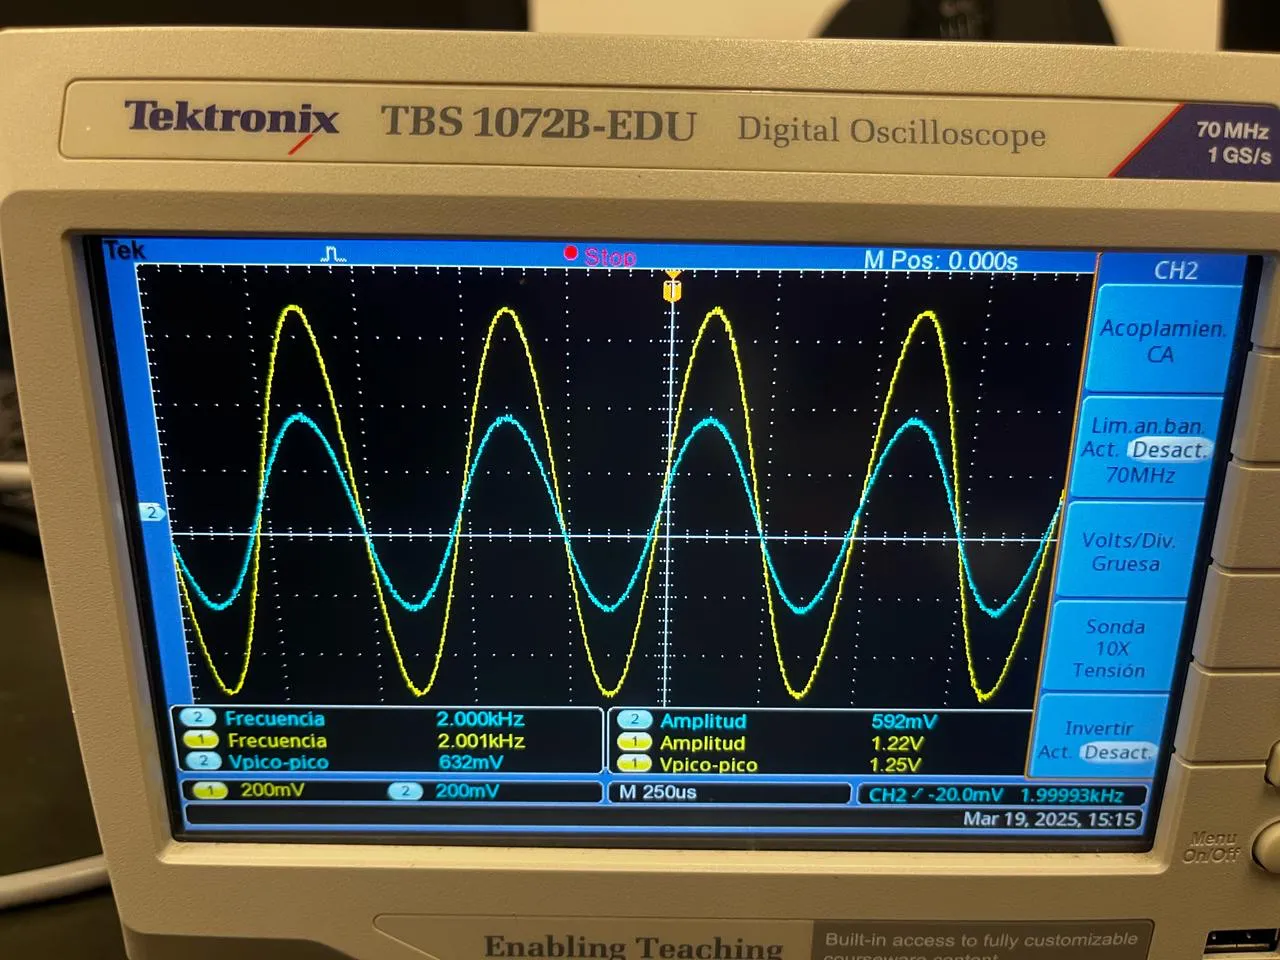 Tektronix TBS 1072B-EDU Digital Oscilloscope
70 MHz
1 GS/s
Tek Stop M Pos: 0.000s
T
2
CH2
Acoplamien.
CA
Lim.an.ban.
Act. Desact.
70MHz
Volts/Div.
Gruesa
Sonda
10X
Tensión
Invertir
Act. Desact.
2 Frecuencia 2.000kHz
1 Frecuencia 2.001kHz
2 Vpico-pico 632mV
2 Amplitud 592mV
1 Amplitud 1.22V
1 Vpico-pico 1.25V
1 200mV 2 200mV M 250us CH2 -20.0mV 1.99993kHz
Mar 19, 2025, 15:15
Menu
On/Off
Enabling Teaching
Built-in access to fully customizable
courseware content